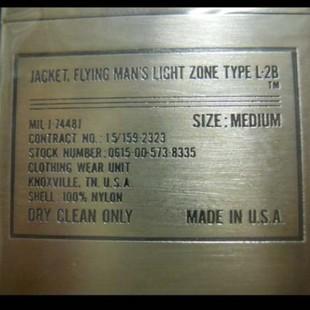 JACKET, FLYING MAN'S LIGHT ZONE TYPE L-2B
TM
MIL J-7448J SIZE: MEDIUM
CONTRACT NO.: 15/159-2323
STOCK NUMBER: 0615-00-573-8335
CLOTHING WEAR UNIT
KNOXVILLE, TN. U.S.A.
SHELL: 100% NYLON
DRY CLEAN ONLY MADE IN U.S.A.